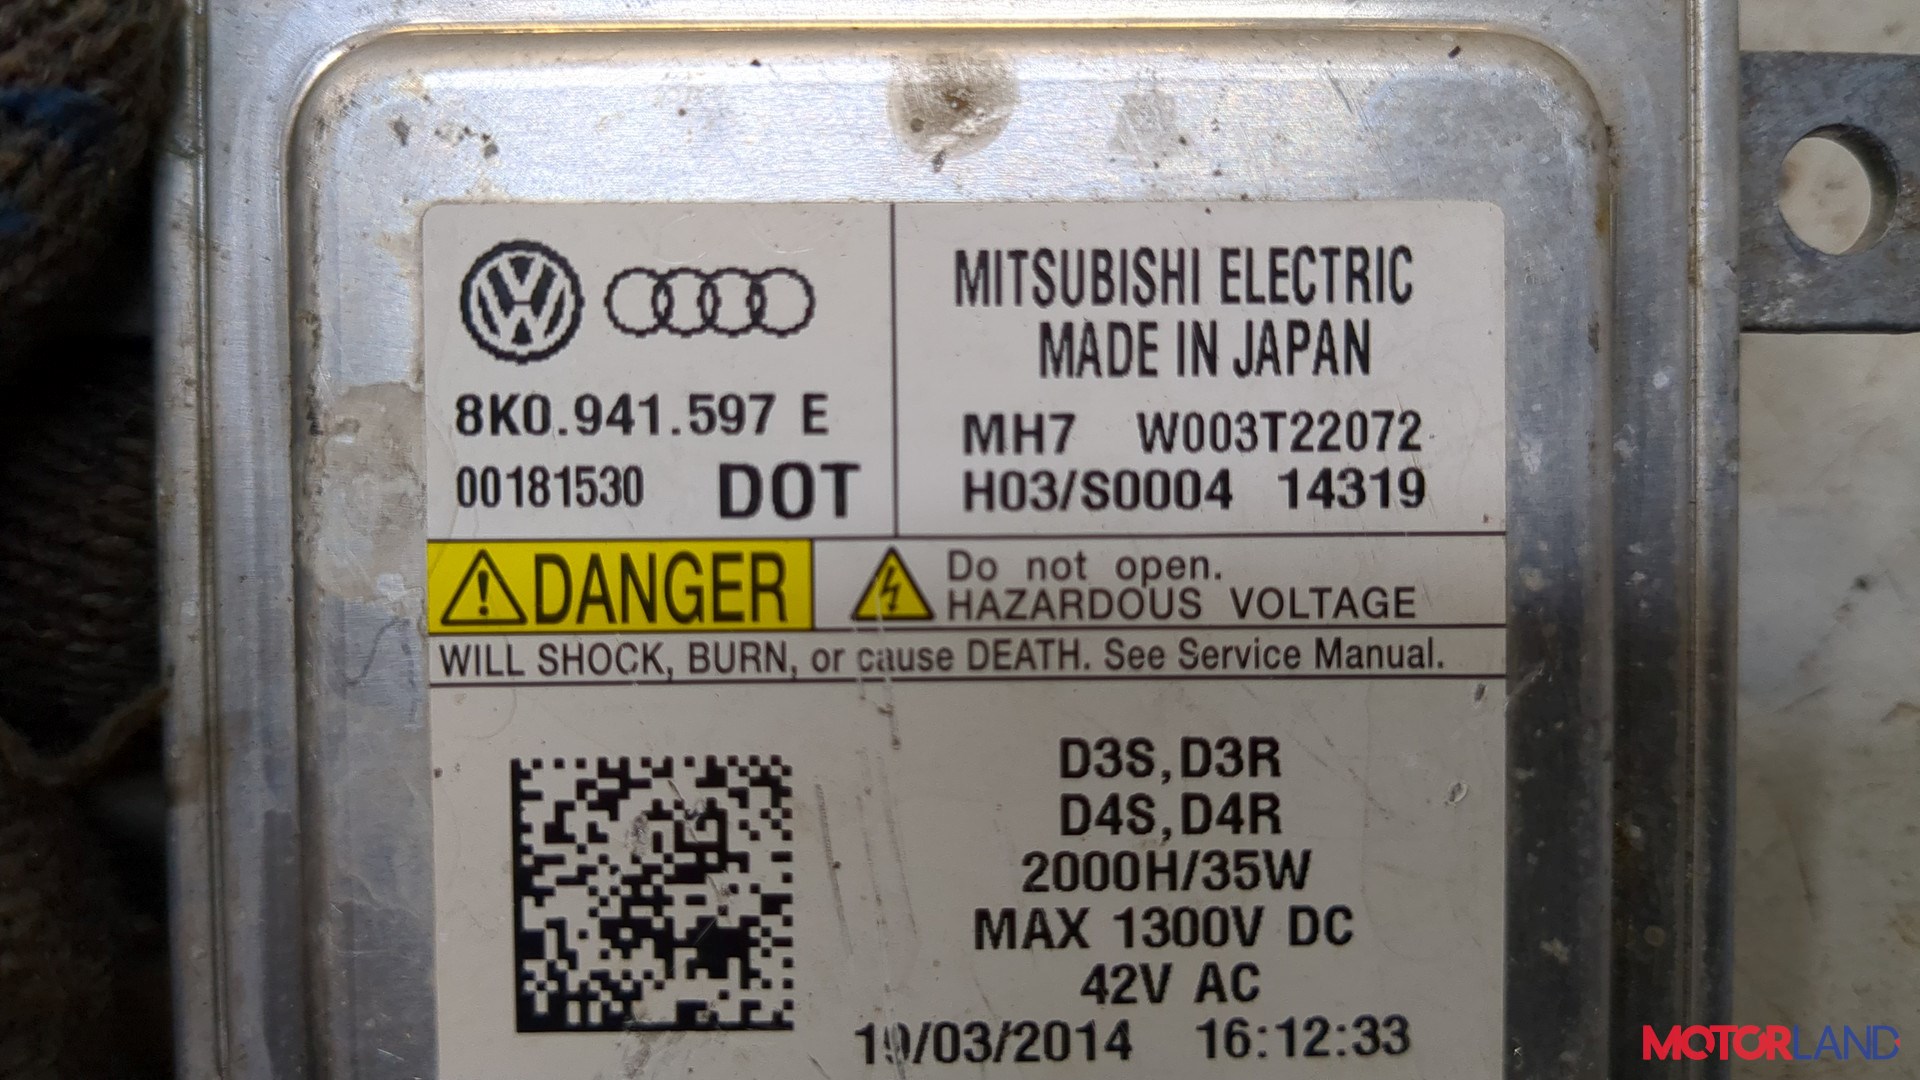 8K0.941.597 E
00181530 DOT
MITSUBISHI ELECTRIC
MADE IN JAPAN
MH7 W003T22072
H03/S0004 14319
DANGER
Do not open.
HAZARDOUS VOLTAGE
WILL SHOCK, BURN, or cause DEATH. See Service Manual.
D3S,D3R
D4S,D4R
2000H/35W
MAX 1300V DC
42V AC
19/03/2014 16:12:33
MOTORLAND